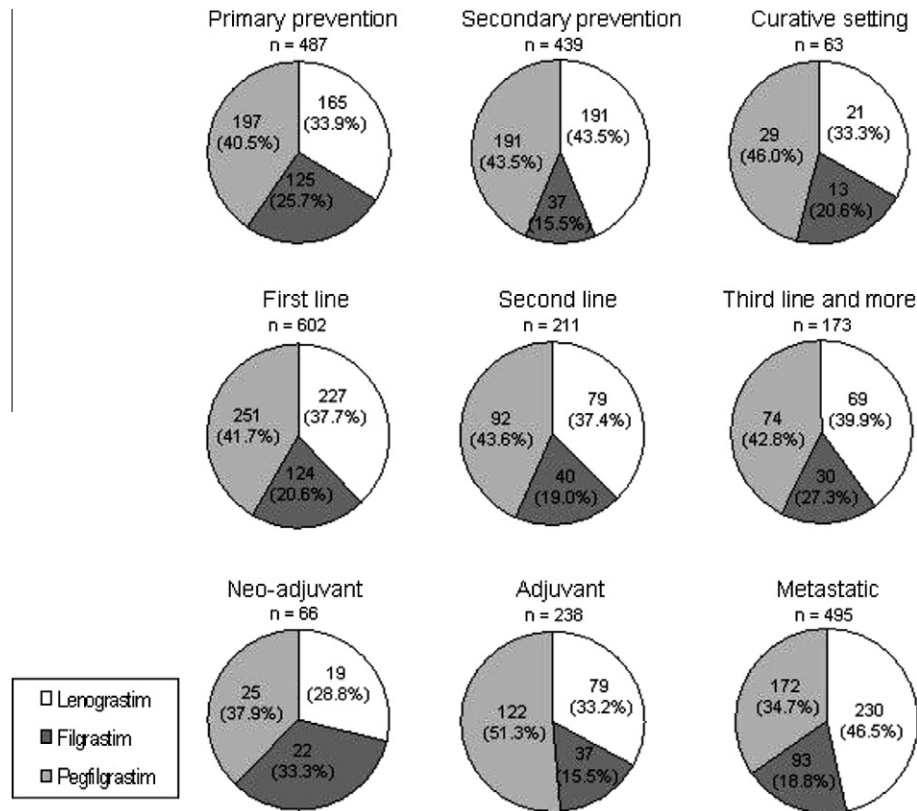 Primary prevention
n = 487
165
(33.9%)
197
(40.5%)
125
(25.7%)
Secondary prevention
n = 439
191
(43.5%)
191
(43.5%)
37
(15.5%)
Curative setting
n = 63
21
(33.3%)
29
(46.0%)
13
(20.6%)
First line
n = 602
227
(37.7%)
251
(41.7%)
124
(20.6%)
Second line
n = 211
79
(37.4%)
92
(43.6%)
40
(19.0%)
Third line and more
n = 173
69
(39.9%)
74
(42.8%)
30
(27.3%)
Neo-adjuvant
n = 66
19
(28.8%)
25
(37.9%)
22
(33.3%)
Adjuvant
n = 238
79
(33.2%)
122
(51.3%)
37
(15.5%)
Metastatic
n = 495
172
(34.7%)
230
(46.5%)
93
(18.8%)
Lenograstim
Filgrastim
Pegfilgrastim